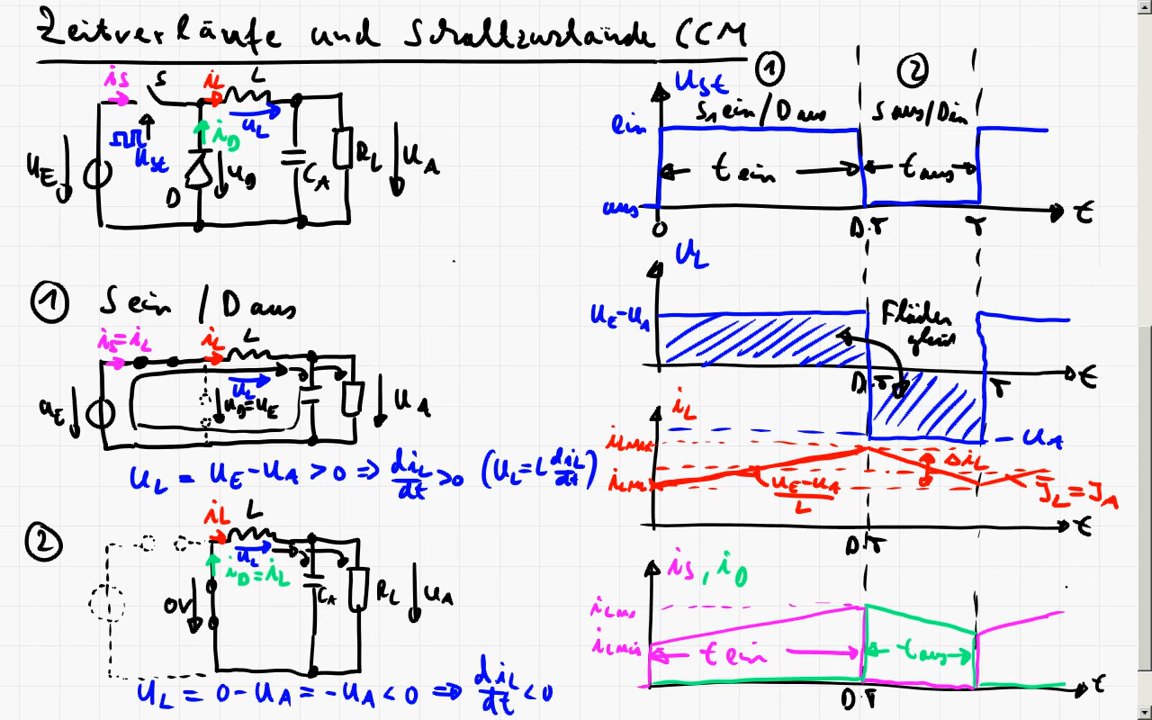 Zeitverläufe und Schaltzustände CCM
iS S iL L
uL
iD
uSt
uE D uD CA RL uA
① S ein / D aus
iS=iL iL L
uL
uD=uE
uE uA
uL = uE-uA > 0 => diL/dt > 0 (uL=L diL/dt)
②
iL L
uL
iD=iL
0V CA RL uA
uL = 0-uA = -uA < 0 => diL/dt < 0
① ②
uSt
S ein/D aus S aus/D ein
ein
t ein t aus
aus
0 D·T T t
uL
uE-uA Flächen gleich
D·T T t
-uA
iL
iLmax
ΔiL
iLmin uE-uA/L IL=IA
t
D·T
iS, iD
iLmax
iLmin t ein t aus
t
D·T